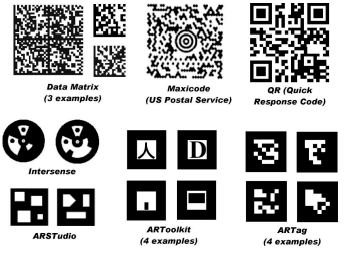 Data Matrix
(3 examples)
Maxicode
(US Postal Service)
QR (Quick
Response Code)
Intersense
人
D
ARSTudio
ARToolkit
(4 examples)
ARTag
(4 examples)